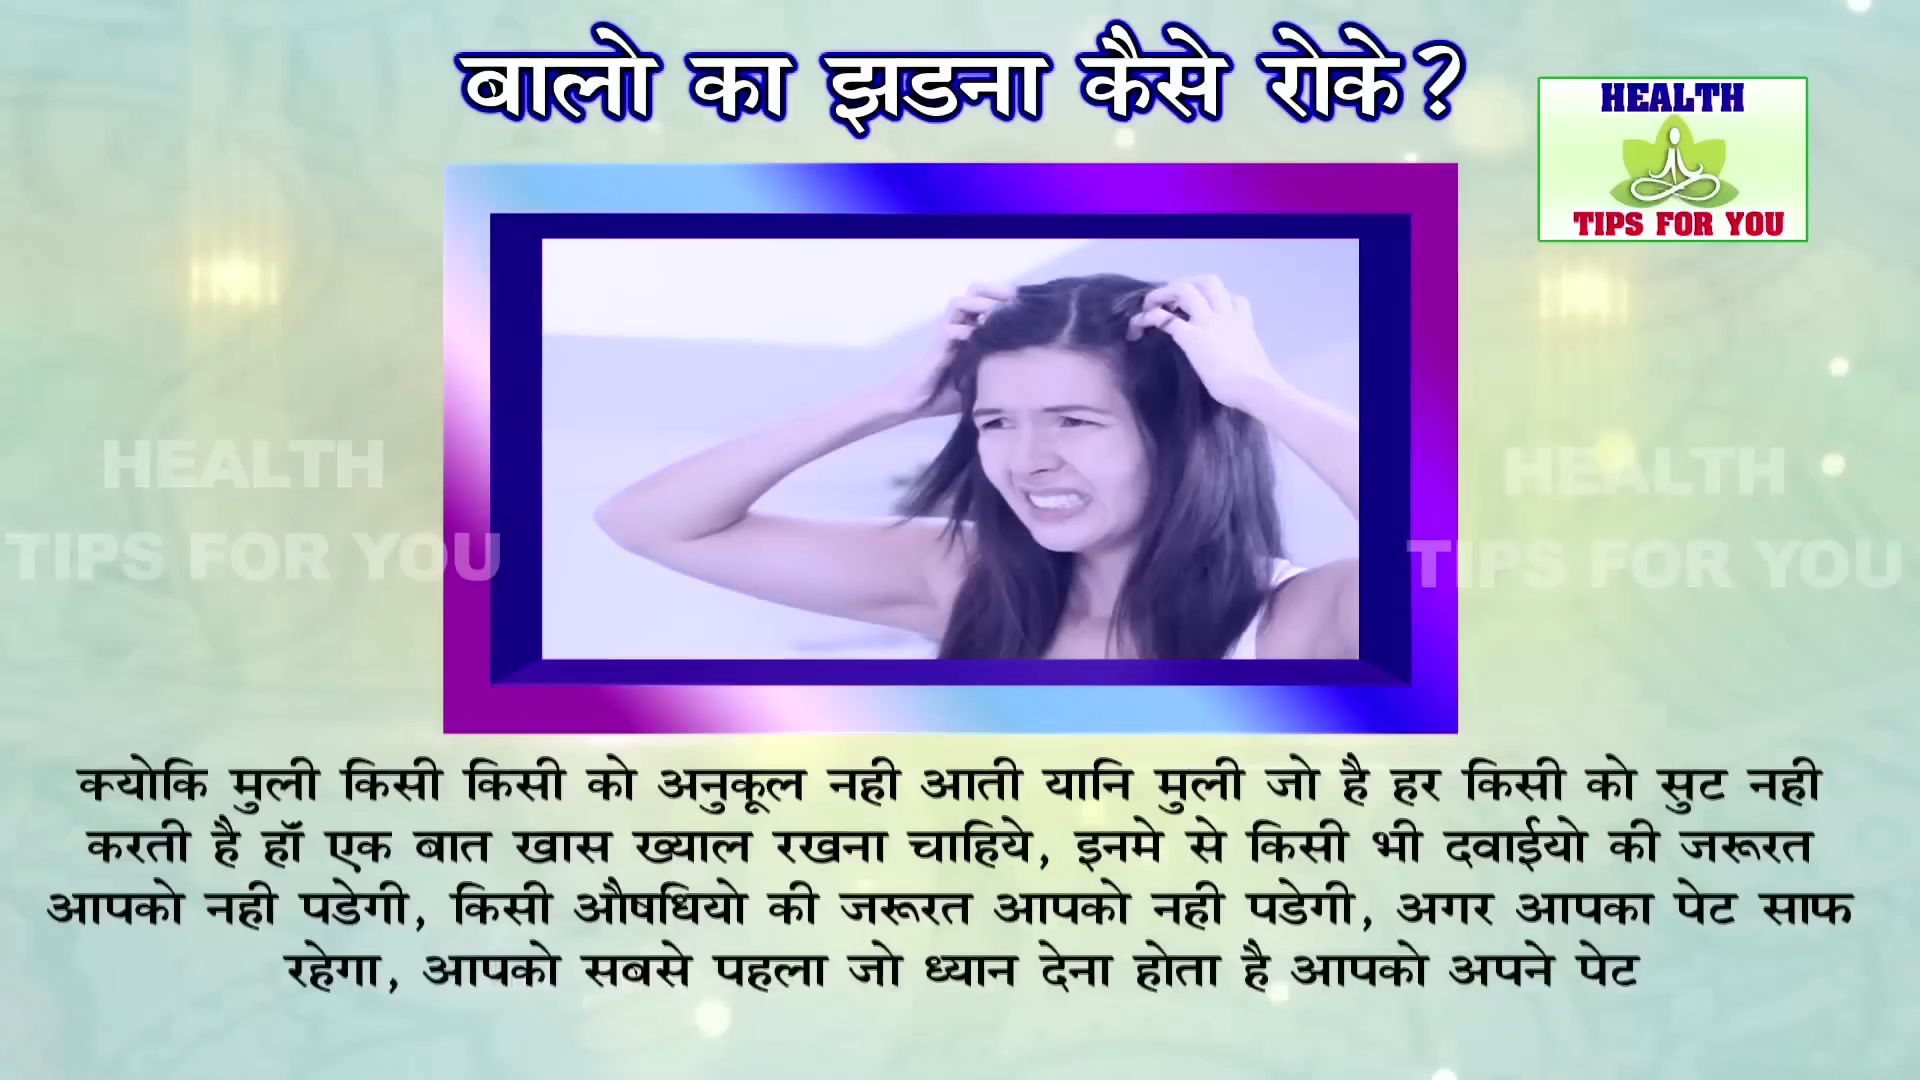 बालो का झडना कैसे रोके?
HEALTH
TIPS FOR YOU
HEALTH
TIPS FOR YOU
HEALTH
TIPS FOR YOU
क्योकि मुली किसी किसी को अनुकूल नही आती यानि मुली जो है हर किसी को सुट नही
करती है हॉ एक बात खास ख्याल रखना चाहिये, इनमे से किसी भी दवाईयो की जरूरत
आपको नही पडेगी, किसी औषधियो की जरूरत आपको नही पडेगी, अगर आपका पेट साफ
रहेगा, आपको सबसे पहला जो ध्यान देना होता है आपको अपने पेट